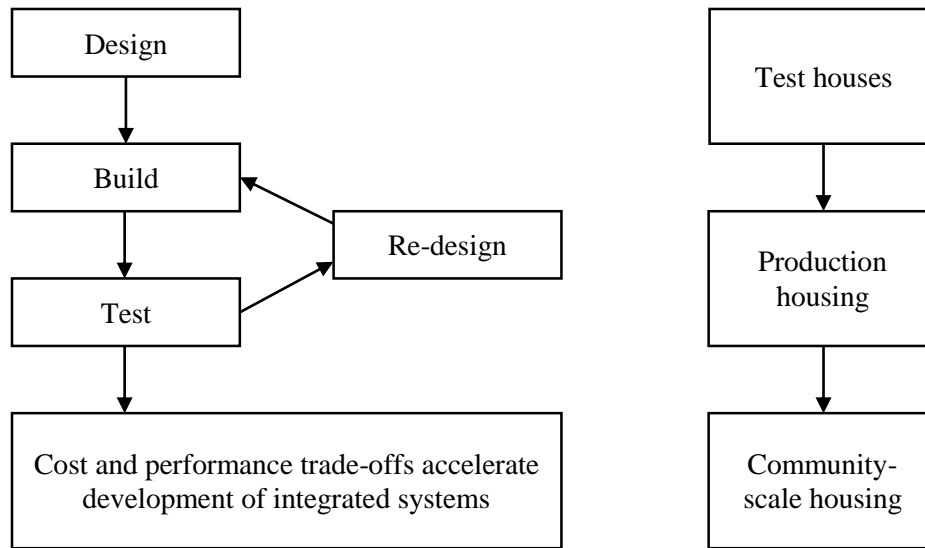 Design
Build
Re-design
Test
Cost and performance trade-offs accelerate
development of integrated systems
Test houses
Production
housing
Community-
scale housing